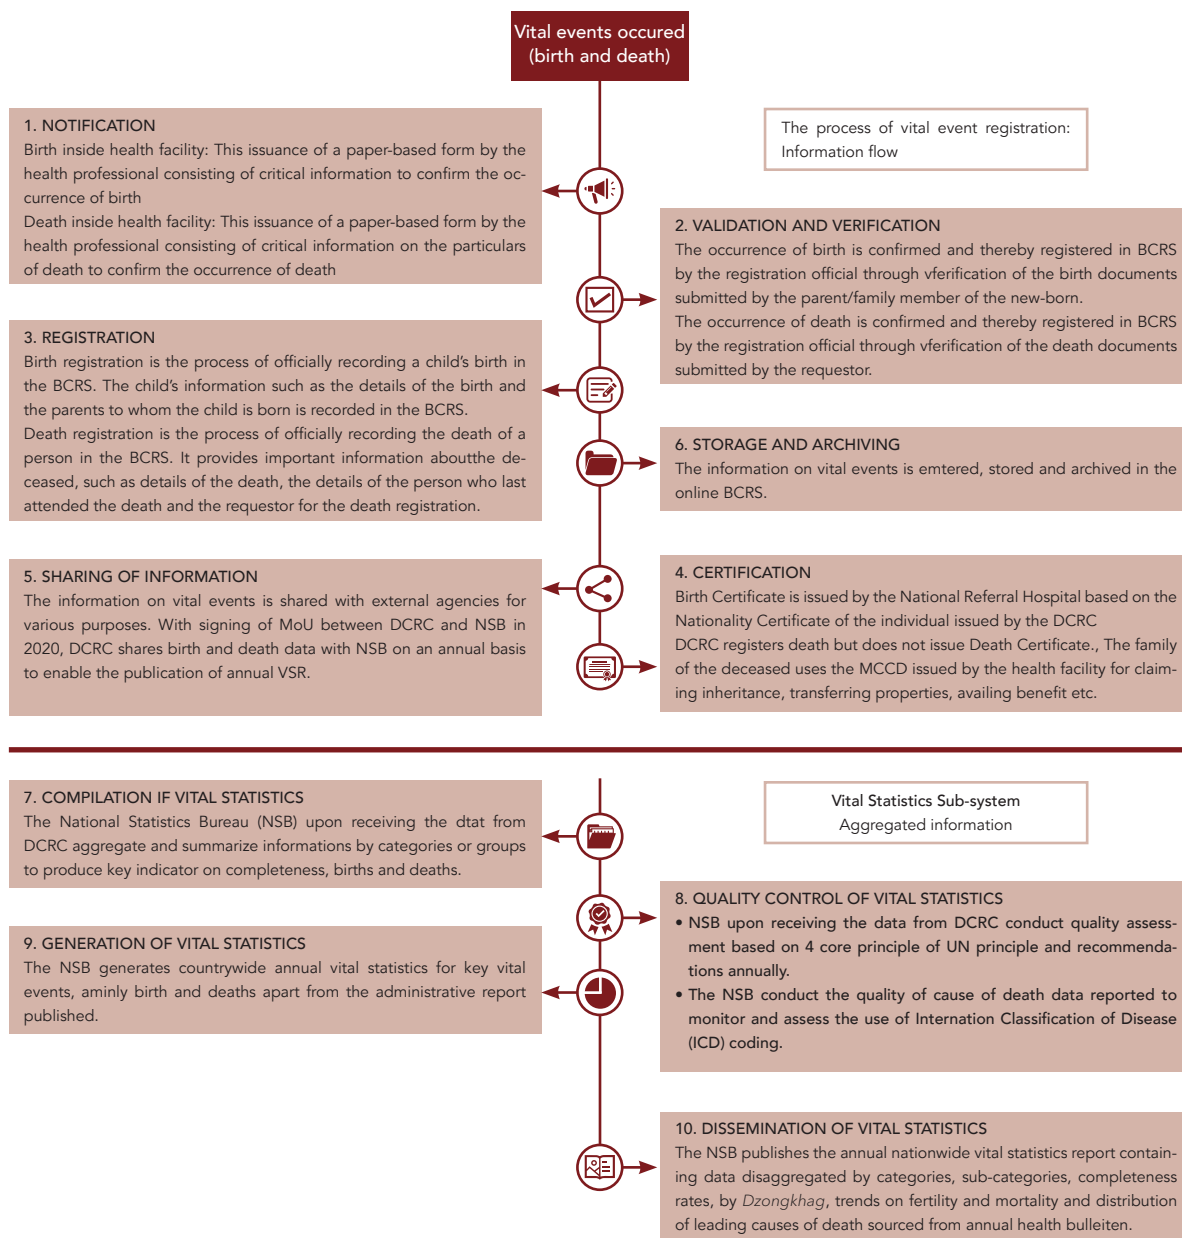 Vital events occured
(birth and death)
1. NOTIFICATION
Birth inside health facility: This issuance of a paper-based form by the
health professional consisting of critical information to confirm the oc-
currence of birth
Death inside health facility: This issuance of a paper-based form by the
health professional consisting of critical information on the particulars
of death to confirm the occurrence of death
The process of vital event registration:
Information flow
2. VALIDATION AND VERIFICATION
The occurrence of birth is confirmed and thereby registered in BCRS
by the registration official through vferification of the birth documents
submitted by the parent/family member of the new-born.
The occurrence of death is confirmed and thereby registered in BCRS
by the registration official through vferification of the death documents
submitted by the requestor.
3. REGISTRATION
Birth registration is the process of officially recording a child's birth in
the BCRS. The child's information such as the details of the birth and
the parents to whom the child is born is recorded in the BCRS.
Death registration is the process of officially recording the death of a
person in the BCRS. It provides important information aboutthe de-
ceased, such as details of the death, the details of the person who last
attended the death and the requestor for the death registration.
6. STORAGE AND ARCHIVING
The information on vital events is emtered, stored and archived in the
online BCRS.
5. SHARING OF INFORMATION
The information on vital events is shared with external agencies for
various purposes. With signing of MoU between DCRC and NSB in
2020, DCRC shares birth and death data with NSB on an annual basis
to enable the publication of annual VSR.
4. CERTIFICATION
Birth Certificate is issued by the National Referral Hospital based on the
Nationality Certificate of the individual issued by the DCRC
DCRC registers death but does not issue Death Certificate., The family
of the deceased uses the MCCD issued by the health facility for claim-
ing inheritance, transferring properties, availing benefit etc.
7. COMPILATION IF VITAL STATISTICS
The National Statistics Bureau (NSB) upon receiving the dtat from
DCRC aggregate and summarize informations by categories or groups
to produce key indicator on completeness, births and deaths.
Vital Statistics Sub-system
Aggregated information
8. QUALITY CONTROL OF VITAL STATISTICS
• NSB upon receiving the data from DCRC conduct quality assess-
ment based on 4 core principle of UN principle and recommenda-
tions annually.
• The NSB conduct the quality of cause of death data reported to
monitor and assess the use of Internation Classification of Disease
(ICD) coding.
9. GENERATION OF VITAL STATISTICS
The NSB generates countrywide annual vital statistics for key vital
events, aminly birth and deaths apart from the administrative report
published.
10. DISSEMINATION OF VITAL STATISTICS
The NSB publishes the annual nationwide vital statistics report contain-
ing data disaggregated by categories, sub-categories, completeness
rates, by Dzongkhag, trends on fertility and mortality and distribution
of leading causes of death sourced from annual health bulleiten.